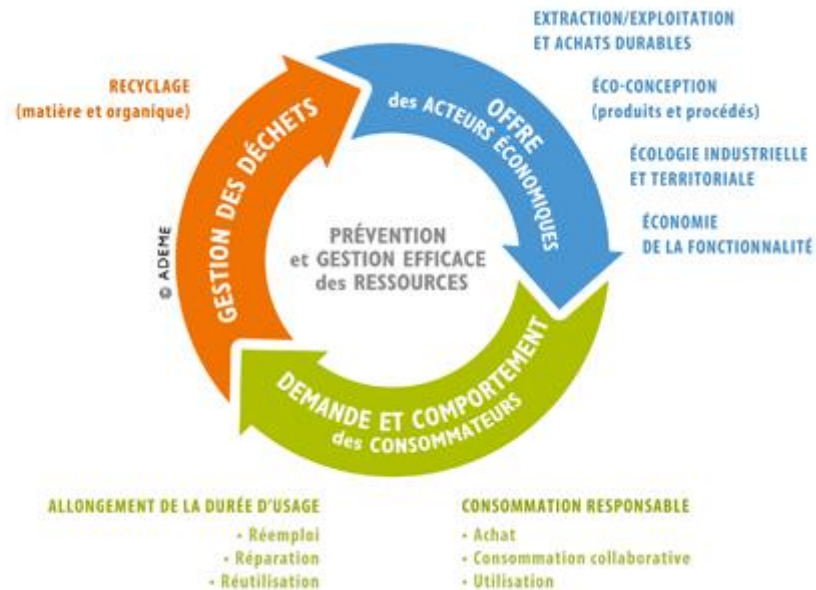 EXTRACTION/EXPLOITATION
ET ACHATS DURABLES
RECYCLAGE
(matière et organique)
ÉCO-CONCEPTION
(produits et procédés)
ÉCOLOGIE INDUSTRIELLE
ET TERRITORIALE
ÉCONOMIE
DE LA FONCTIONNALITÉ
OFFRE
des ACTEURS ÉCONOMIQUES
GESTION DES DÉCHETS
PRÉVENTION
et GESTION EFFICACE
des RESSOURCES
© ADEME
DEMANDE ET COMPORTEMENT
des CONSOMMATEURS
ALLONGEMENT DE LA DURÉE D'USAGE
• Réemploi
• Réparation
• Réutilisation
CONSOMMATION RESPONSABLE
• Achat
• Consommation collaborative
• Utilisation